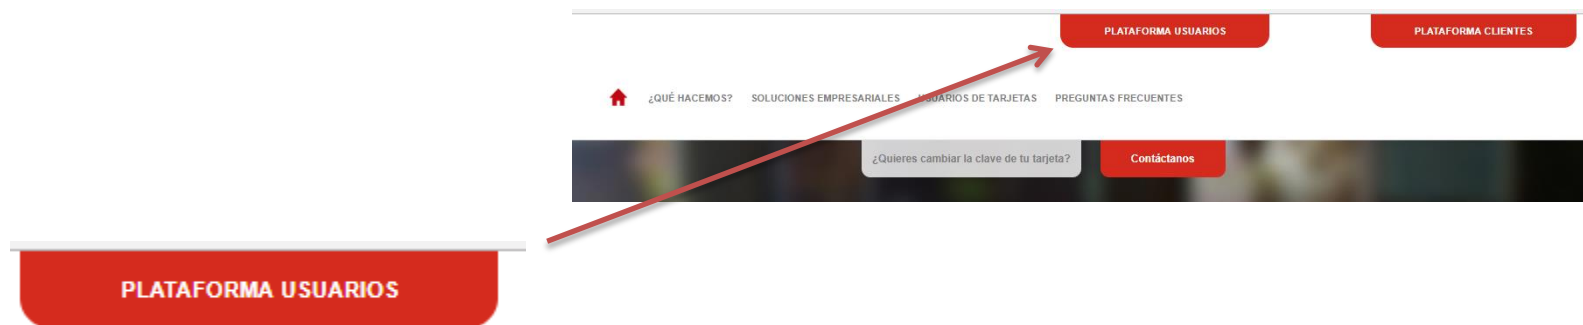 PLATAFORMA USUARIOS
PLATAFORMA CLIENTES
¿QUÉ HACEMOS?
SOLUCIONES EMPRESARIALES
USUARIOS DE TARJETAS
PREGUNTAS FRECUENTES
¿Quieres cambiar la clave de tu tarjeta?
Contáctanos
PLATAFORMA USUARIOS